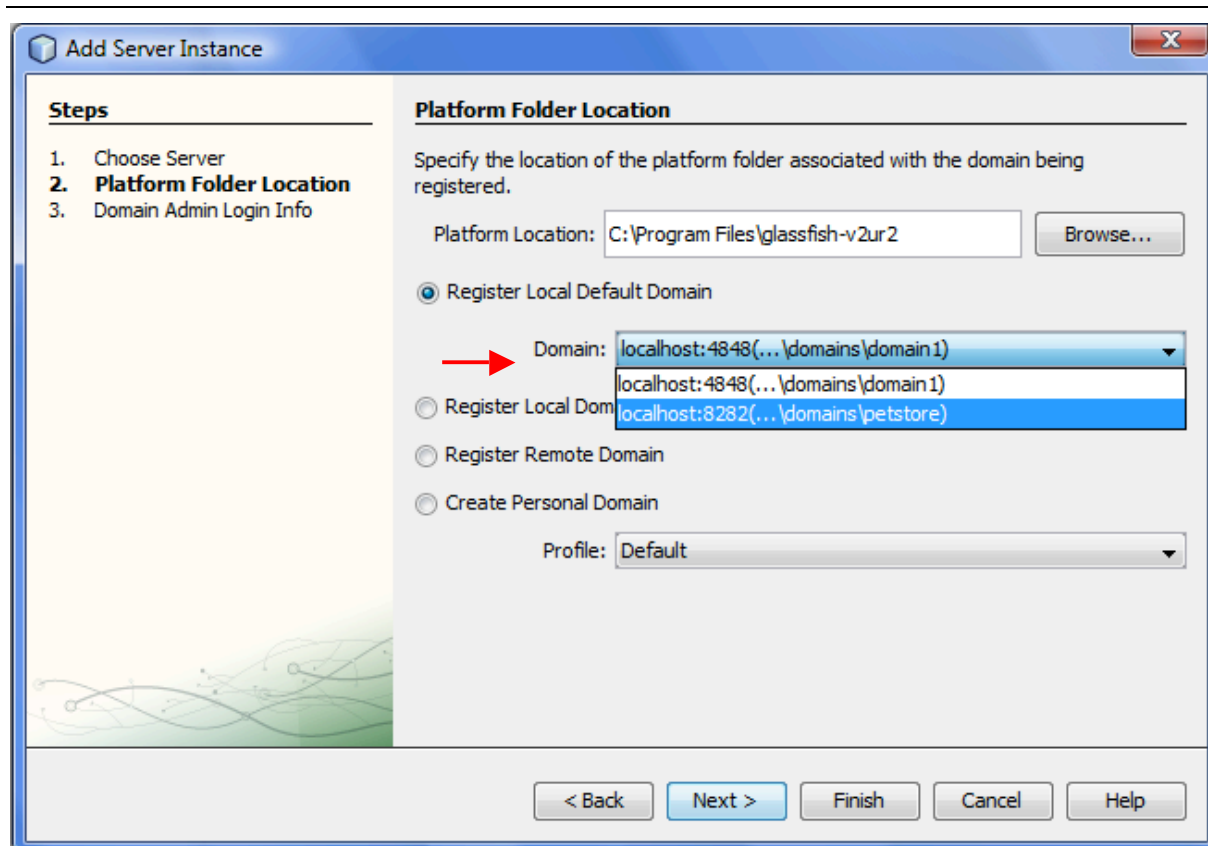 Add Server Instance
X
Steps
1. Choose Server
2. Platform Folder Location
3. Domain Admin Login Info
Platform Folder Location
Specify the location of the platform folder associated with the domain being
registered.
Platform Location: C:\Program Files\glassfish-v2ur2 Browse...
Register Local Default Domain
Domain: localhost:4848(...\domains\domain1)
localhost:4848(...\domains\domain1)
Register Local Dom localhost:8282(...\domains\petstore)
Register Remote Domain
Create Personal Domain
Profile: Default
< Back Next > Finish Cancel Help